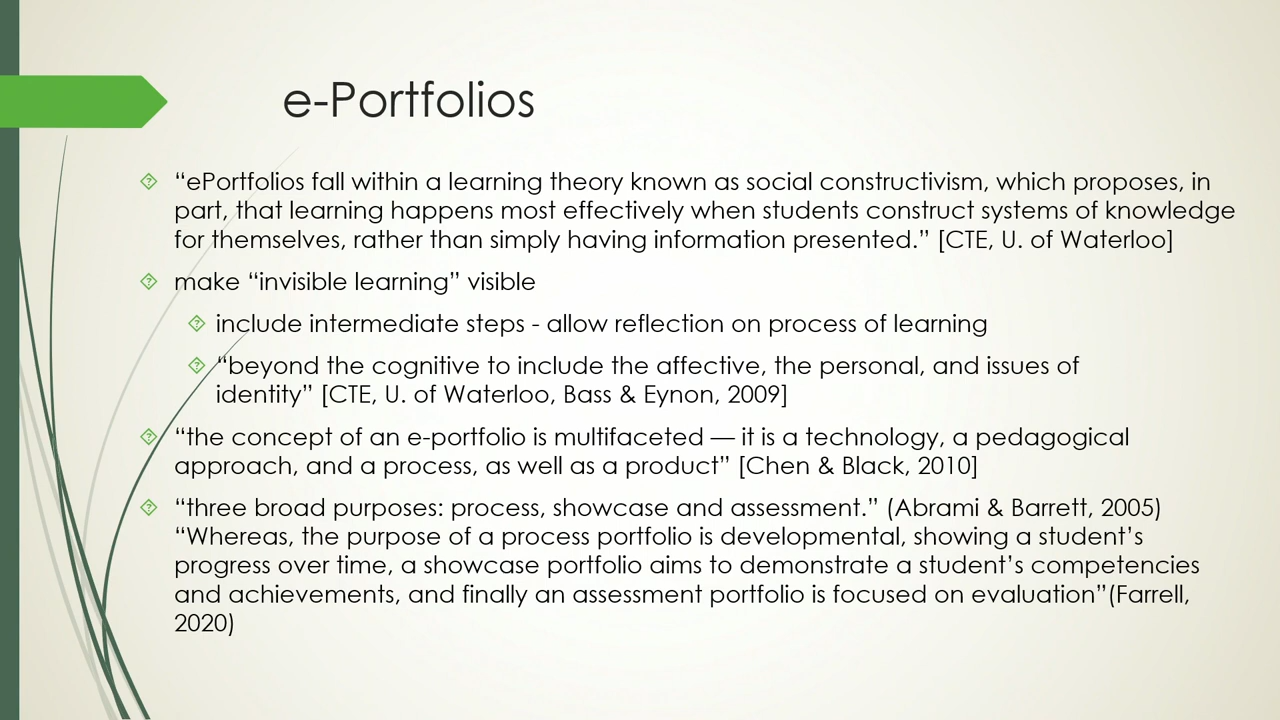 e-Portfolios
“ePortfolios fall within a learning theory known as social constructivism, which proposes, in
part, that learning happens most effectively when students construct systems of knowledge
for themselves, rather than simply having information presented.” [CTE, U. of Waterloo]
make “invisible learning” visible
include intermediate steps - allow reflection on process of learning
“beyond the cognitive to include the affective, the personal, and issues of
identity” [CTE, U. of Waterloo, Bass & Eynon, 2009]
“the concept of an e-portfolio is multifaceted — it is a technology, a pedagogical
approach, and a process, as well as a product” [Chen & Black, 2010]
“three broad purposes: process, showcase and assessment.” (Abrami & Barrett, 2005)
“Whereas, the purpose of a process portfolio is developmental, showing a student’s
progress over time, a showcase portfolio aims to demonstrate a student’s competencies
and achievements, and finally an assessment portfolio is focused on evaluation”(Farrell,
2020)